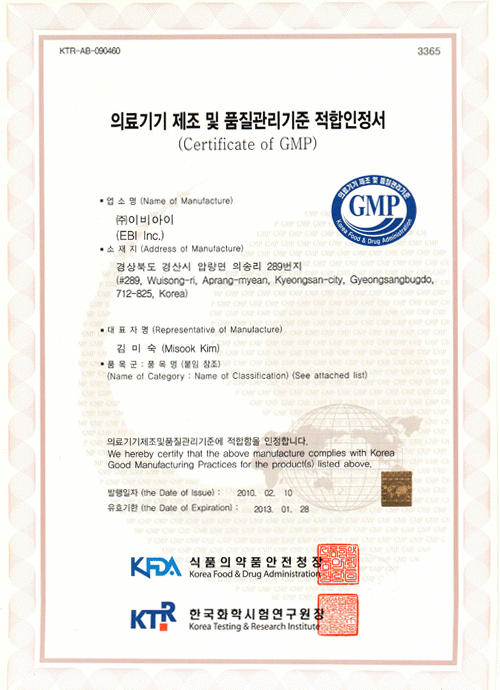 KTR-AB-090460
3365
의료기기 제조 및 품질관리기준 적합인정서
(Certificate of GMP)
의료기기 제조 및 품질관리기준
GMP
Korea Food & Drug Administration
▪ 업 소 명 (Name of Manufacture)
㈜이비아이
(EBI Inc.)
▪ 소 재 지 (Address of Manufacture)
경상북도 경산시 압량면 의송리 289번지
(#289, Wuisong-ri, Aprang-myean, Kyeongsan-city, Gyeongsangbugdo,
712-825, Korea)
▪ 대 표 자 명 (Representative of Manufacture)
김 미 숙 (Misook Kim)
▪ 품 목 군 : 품 목 명 (붙임 참조)
(Name of Category : Name of Classification) (See attached list)
의료기기제조및품질관리기준에 적합함을 인정합니다.
We hereby certify that the above manufacture complies with Korea
Good Manufacturing Practices for the product(s) listed above.
발행일자 (the Date of Issue) : 2010. 02. 10
유효기한 (the Date of Expiration) : 2013. 01. 28
KFDA 식품의약품안전청장
Korea Food & Drug Administration
KTR 한국화학시험연구원장
Korea Testing & Research Institute